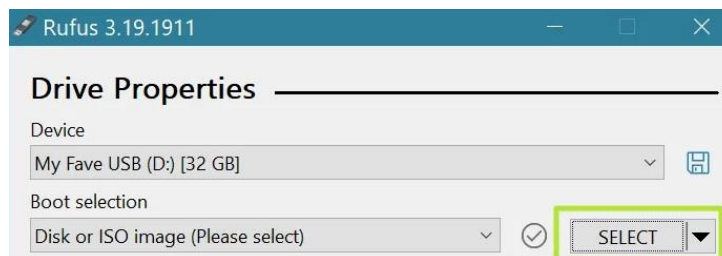 Rufus 3.19.1911
Drive Properties
Device
My Fave USB (D:) [32 GB]
Boot selection
Disk or ISO image (Please select)
SELECT